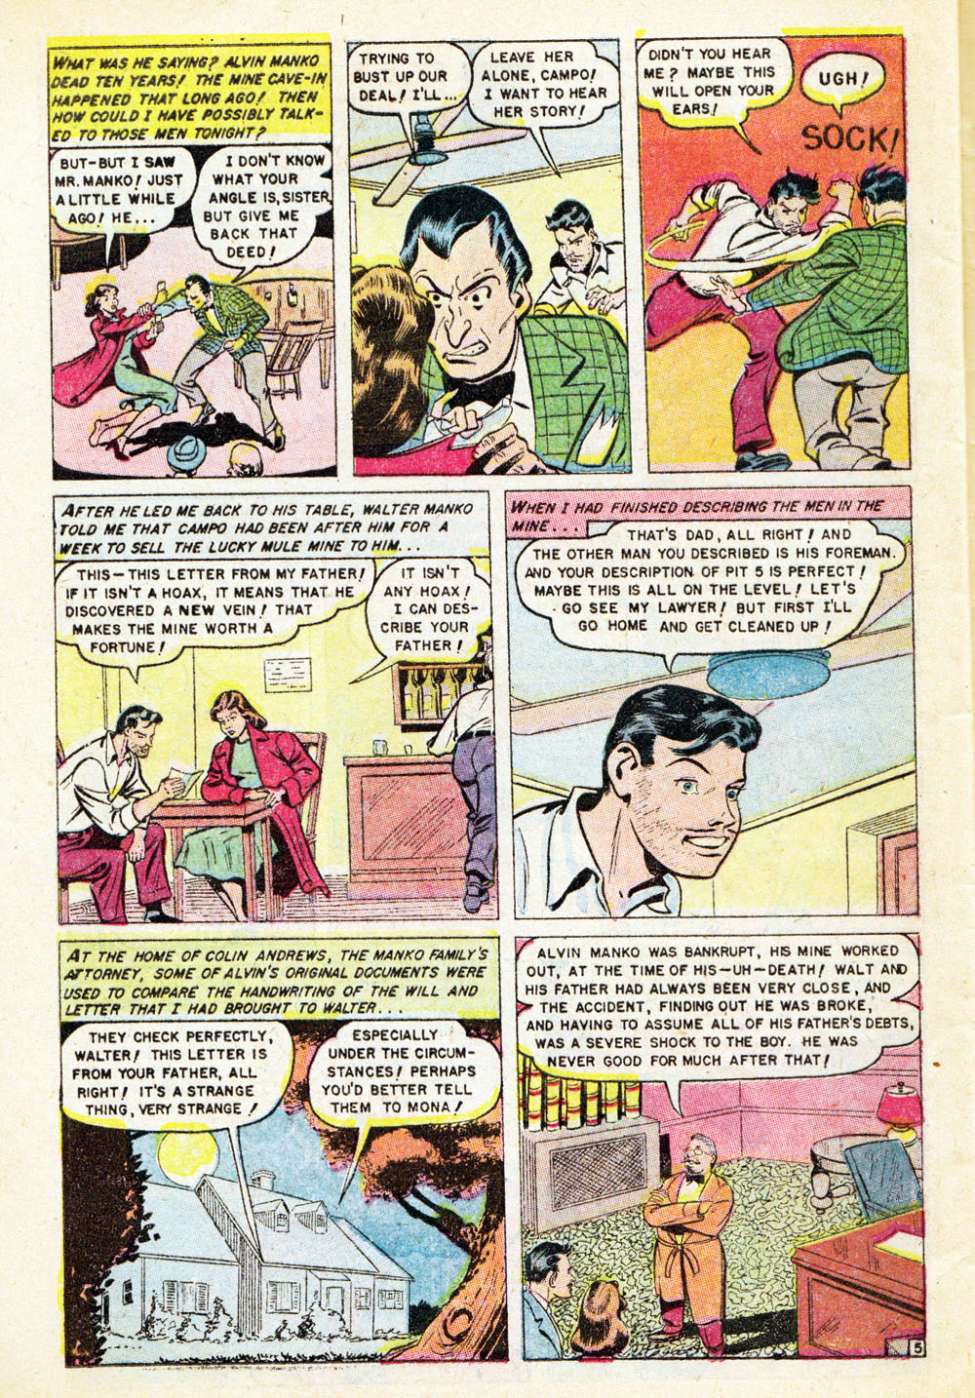 WHAT WAS HE SAYING? ALVIN MANKO
DEAD TEN YEARS! THE MINE CAVE-IN
HAPPENED THAT LONG AGO! THEN
HOW COULD I HAVE POSSIBLY TALK-
ED TO THOSE MEN TONIGHT?
BUT-BUT I SAW
MR. MANKO! JUST
A LITTLE WHILE
AGO! HE...
I DON'T KNOW
WHAT YOUR
ANGLE IS, SISTER,
BUT GIVE ME
BACK THAT
DEED!
TRYING TO
BUST UP OUR
DEAL! I'LL...
LEAVE HER
ALONE, CAMPO!
I WANT TO HEAR
HER STORY!
DIDN'T YOU HEAR
ME? MAYBE THIS
WILL OPEN YOUR
EARS!
UGH!
SOCK!
AFTER HE LED ME BACK TO HIS TABLE, WALTER MANKO
TOLD ME THAT CAMPO HAD BEEN AFTER HIM FOR A
WEEK TO SELL THE LUCKY MULE MINE TO HIM...
THIS-THIS LETTER FROM MY FATHER!
IF IT ISN'T A HOAX, IT MEANS THAT HE
DISCOVERED A NEW VEIN! THAT
MAKES THE MINE WORTH A
FORTUNE!
IT ISN'T
ANY HOAX!
I CAN DES-
CRIBE YOUR
FATHER!
WHEN I HAD FINISHED DESCRIBING THE MEN IN THE
MINE...
THAT'S DAD, ALL RIGHT! AND
THE OTHER MAN YOU DESCRIBED IS HIS FOREMAN.
AND YOUR DESCRIPTION OF PIT 5 IS PERFECT!
MAYBE THIS IS ALL ON THE LEVEL! LET'S
GO SEE MY LAWYER! BUT FIRST I'LL
GO HOME AND GET CLEANED UP!
AT THE HOME OF COLIN ANDREWS, THE MANKO FAMILY'S
ATTORNEY, SOME OF ALVIN'S ORIGINAL DOCUMENTS WERE
USED TO COMPARE THE HANDWRITING OF THE WILL AND
LETTER THAT I HAD BROUGHT TO WALTER...
THEY CHECK PERFECTLY,
WALTER! THIS LETTER IS
FROM YOUR FATHER, ALL
RIGHT! IT'S A STRANGE
THING, VERY STRANGE!
ESPECIALLY
UNDER THE CIRCUM-
STANCES! PERHAPS
YOU'D BETTER TELL
THEM TO MONA!
ALVIN MANKO WAS BANKRUPT, HIS MINE WORKED
OUT, AT THE TIME OF HIS-UH-DEATH! WALT AND
HIS FATHER HAD ALWAYS BEEN VERY CLOSE, AND
THE ACCIDENT, FINDING OUT HE WAS BROKE,
AND HAVING TO ASSUME ALL OF HIS FATHER'S DEBTS,
WAS A SEVERE SHOCK TO THE BOY. HE WAS
NEVER GOOD FOR MUCH AFTER THAT!
5